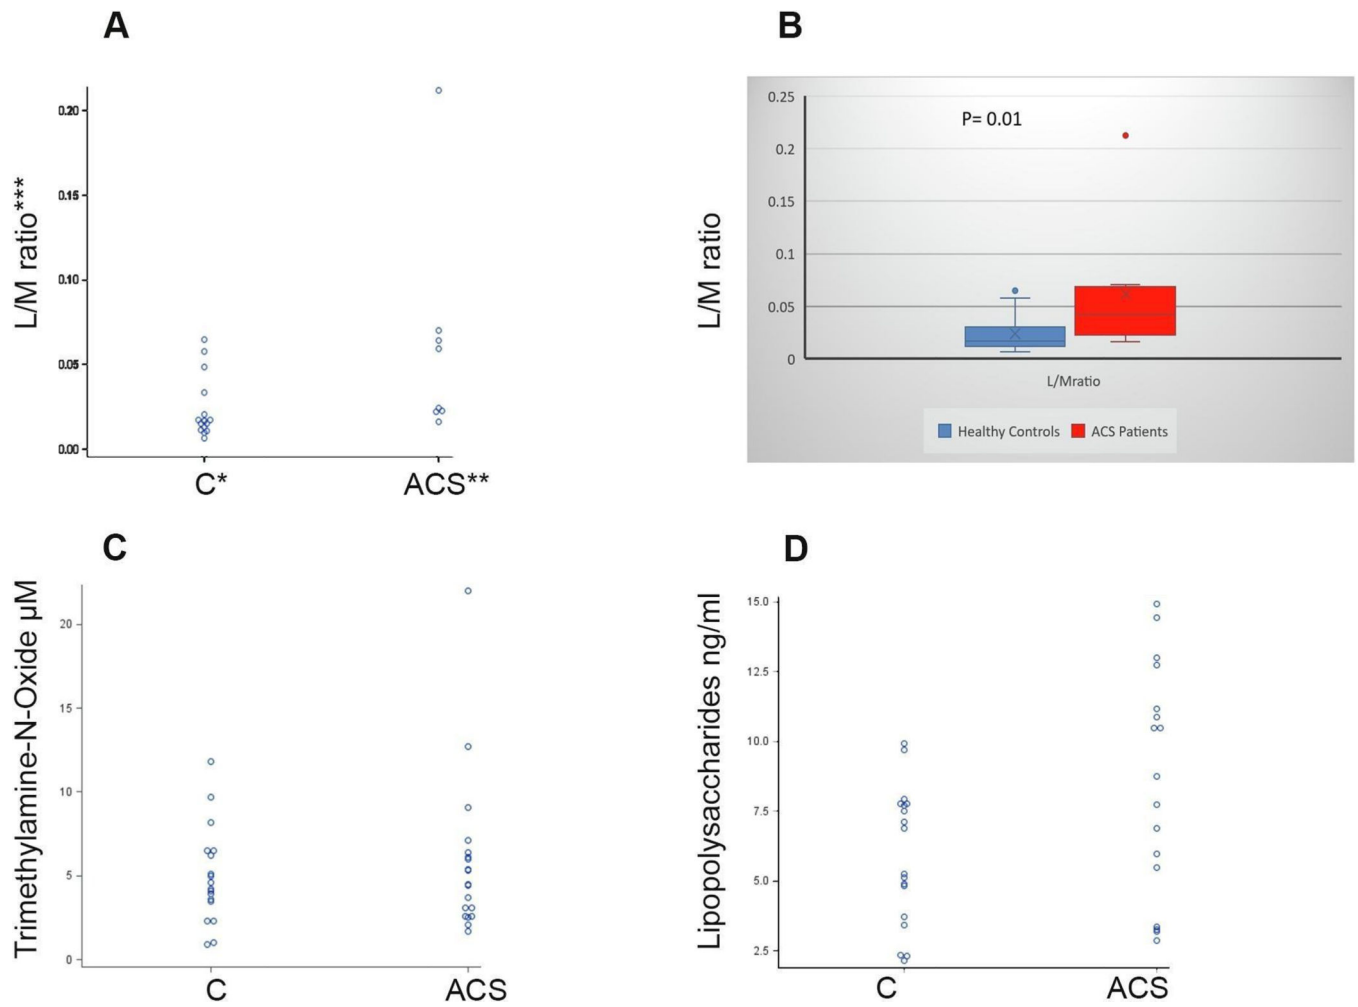 A
L/M ratio***
0.20
0.15
0.10
0.05
0.00
C*
ACS**
B
L/M ratio
0.25
0.2
0.15
0.1
0.05
0
P= 0.01
L/Mratio
Healthy Controls
ACS Patients
C
Trimethylamine-N-Oxide µM
20
15
10
5
0
C
ACS
D
Lipopolysaccharides ng/ml
15.0
12.5
10.0
7.5
5.0
2.5
C
ACS